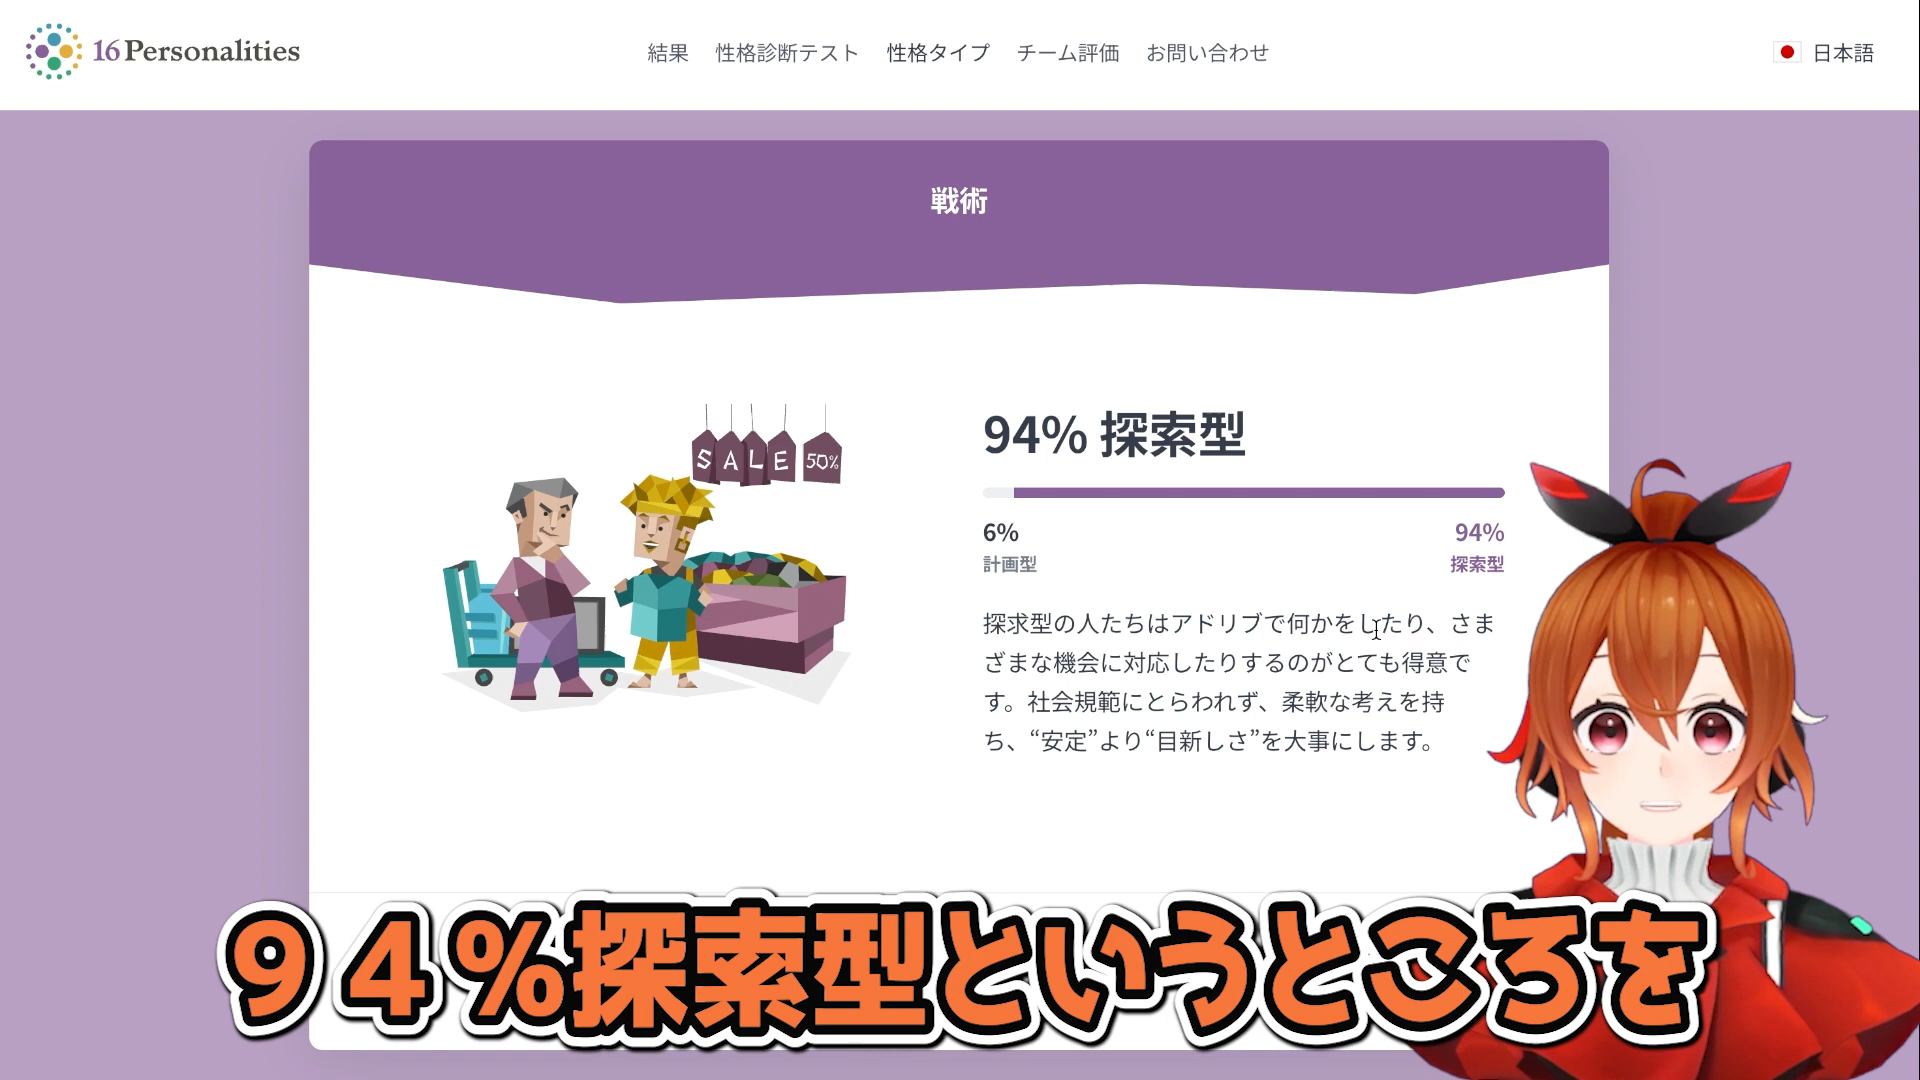 16Personalities
結果 性格診断テスト 性格タイプ チーム評価 お問い合わせ
日本語
戦術
SALE 50%
94% 探索型
6% 94%
計画型 探索型
探求型の人たちはアドリブで何かをしたり、さま
ざまな機会に対応したりするのがとても得意で
す。社会規範にとらわれず、柔軟な考えを持
ち、“安定”より“目新しさ”を大事にします。
９４％探索型というところを